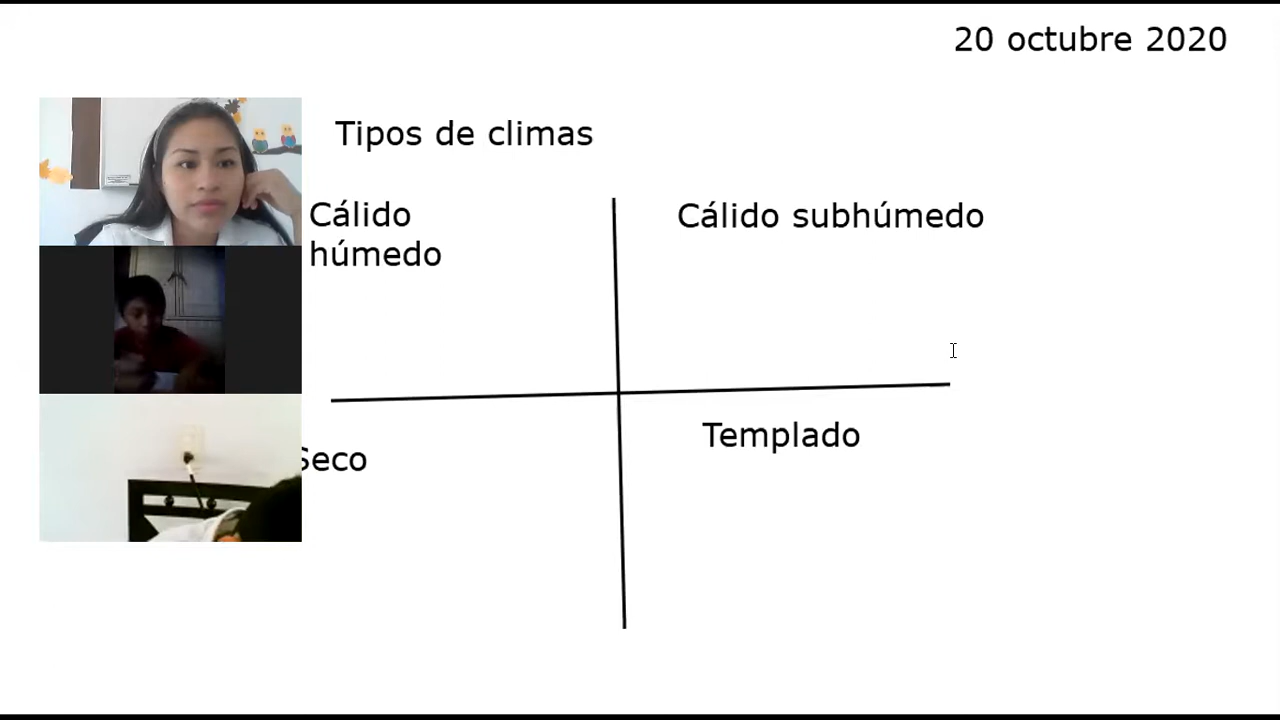 20 octubre 2020
Tipos de climas
Cálido
húmedo
Cálido subhúmedo
Seco
Templado